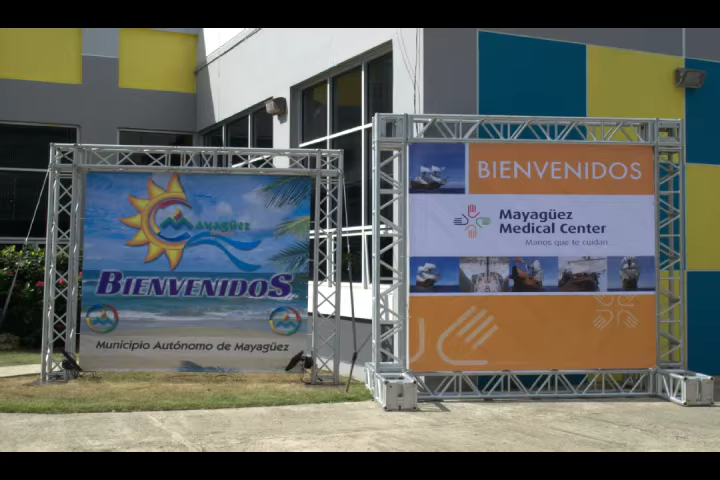 Mayagüez
BIENVENIDOS
Municipio Autónomo de Mayagüez
BIENVENIDOS
Mayagüez
Medical Center
Manos que te cuidan